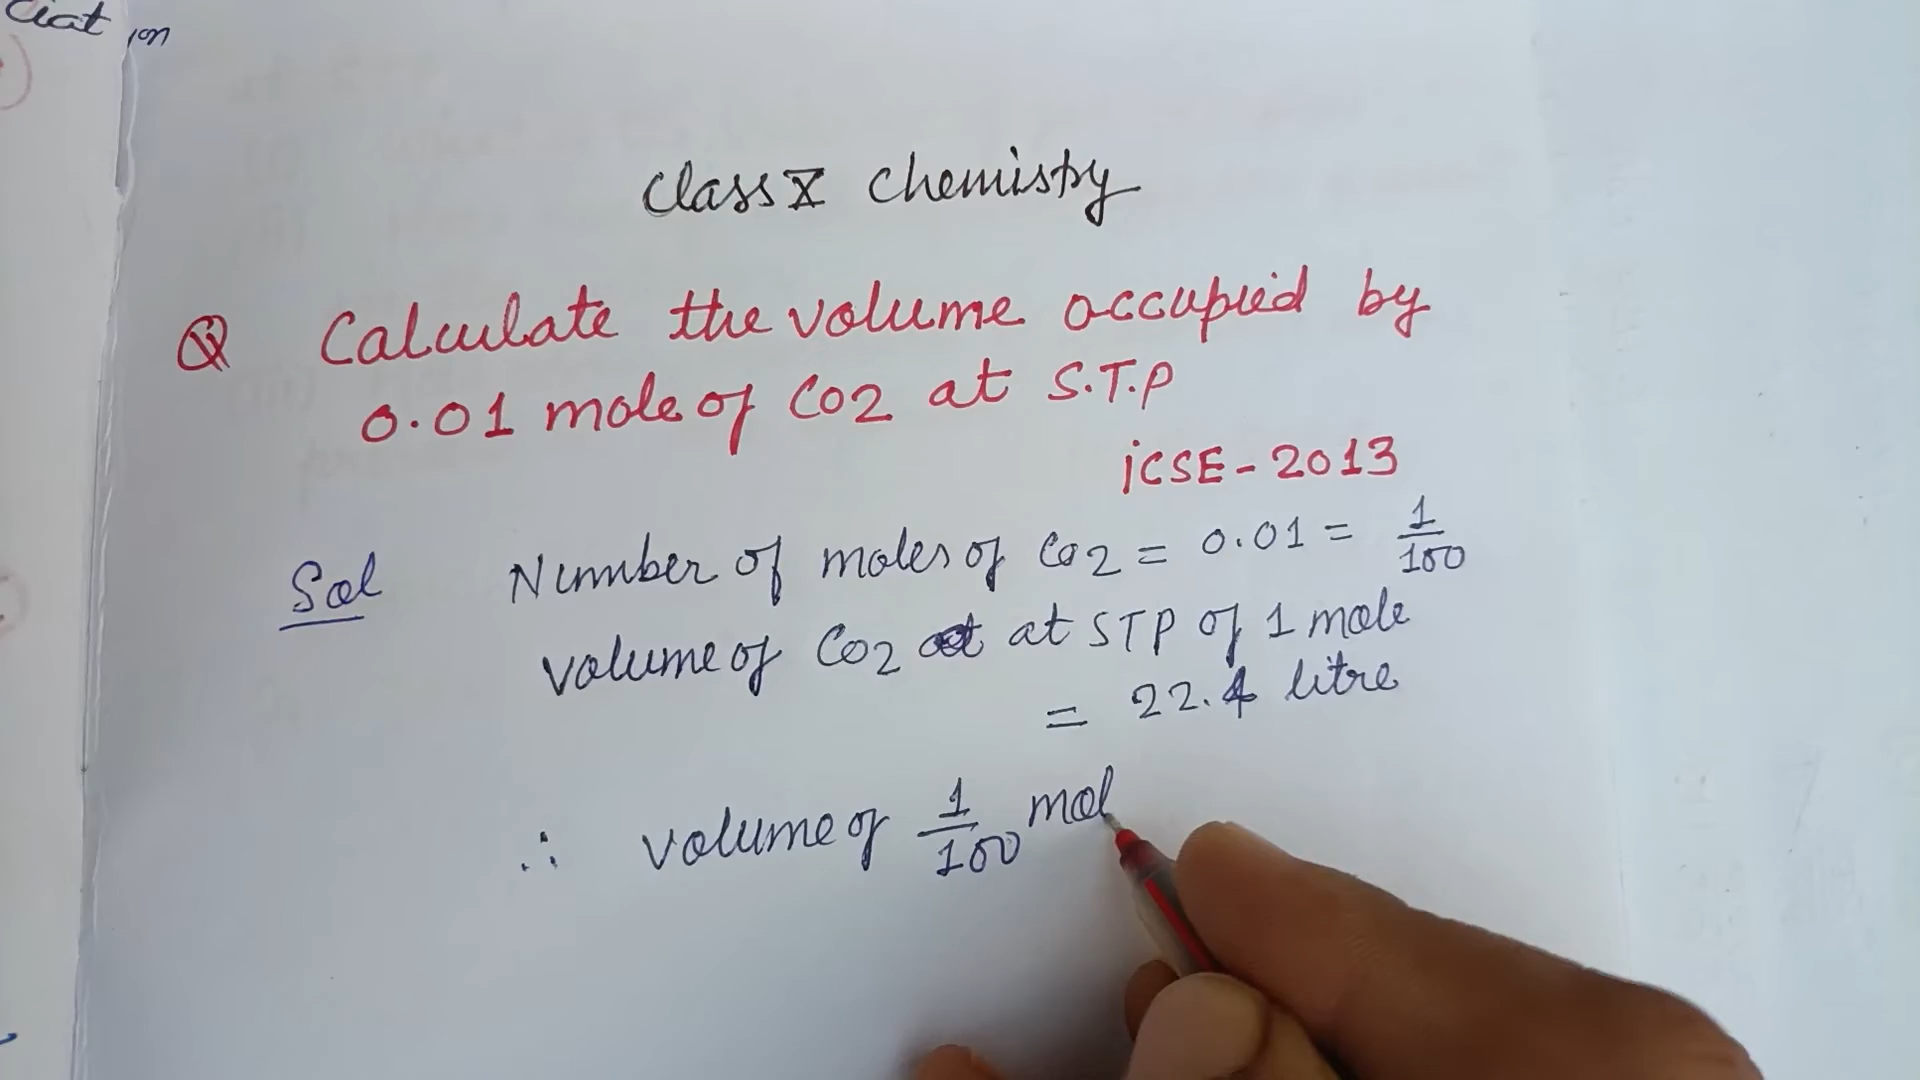 ciat ion
Class X Chemistry
Q Calculate the volume occupied by
0.01 mole of CO2 at S.T.P
iCSE-2013
Sol Number of moles of CO2 = 0.01 = 1/100
volume of CO2 at STP of 1 mole
= 22.4 litre
∴ volume of 1/100 mol